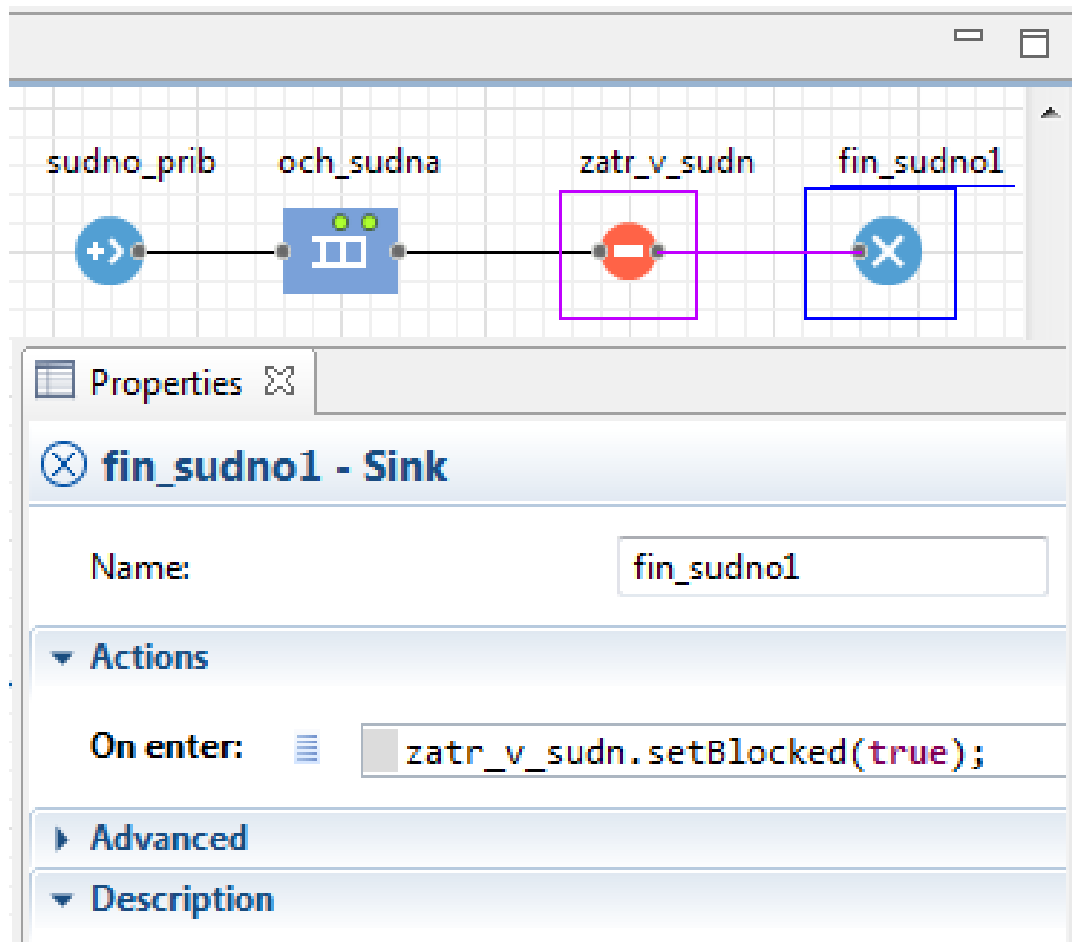 sudno_prib och_sudna zatr_v_sudn fin_sudno1
Properties
fin_sudno1 - Sink
Name: fin_sudno1
Actions
On enter: zatr_v_sudn.setBlocked(true);
Advanced
Description